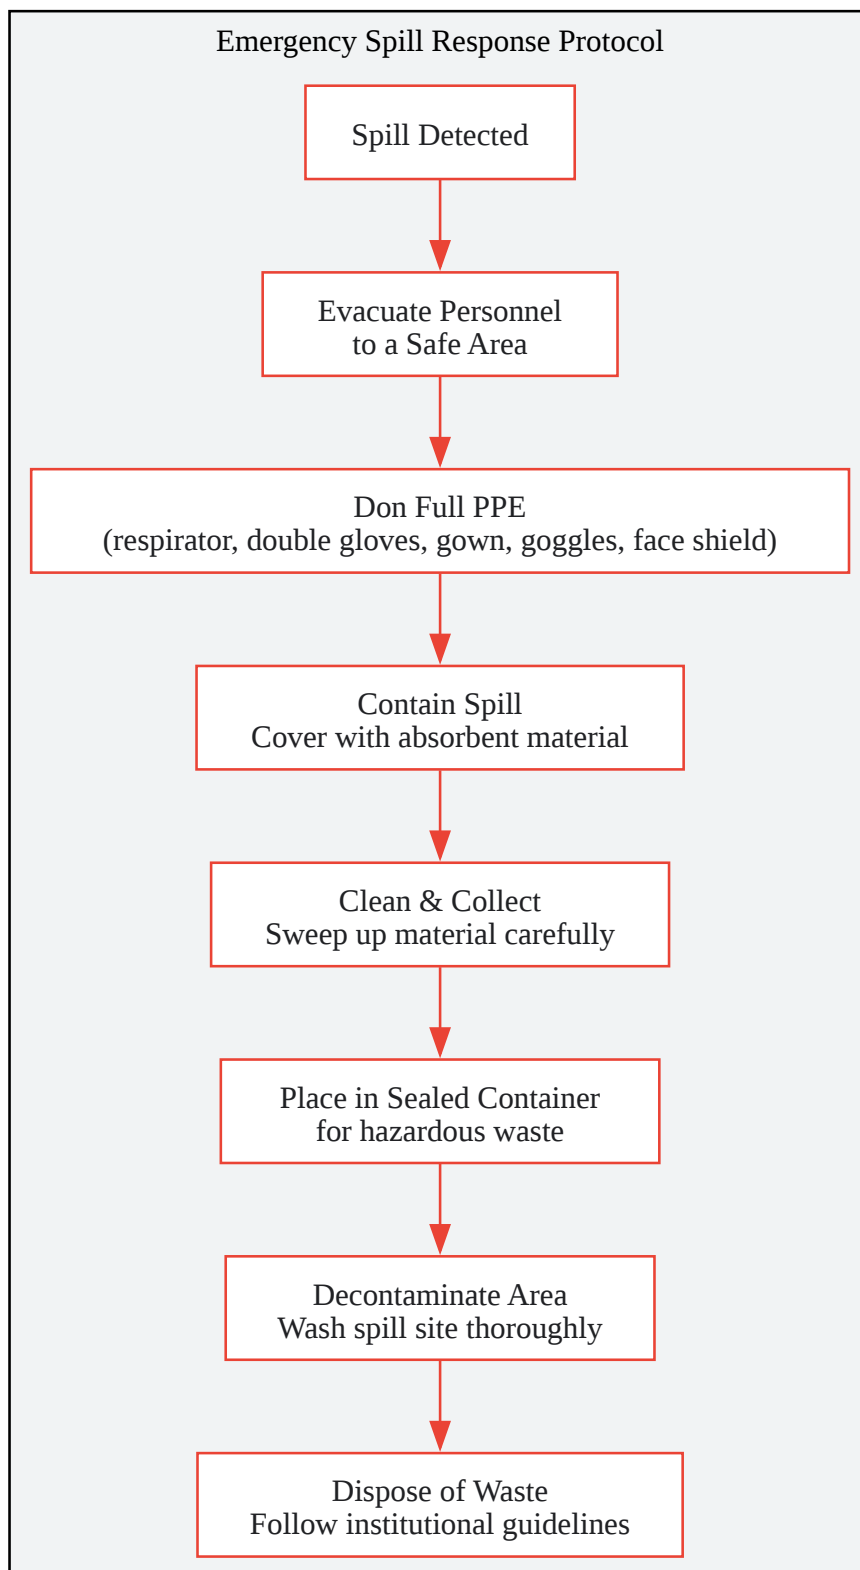 Emergency Spill Response Protocol
Spill Detected
Evacuate Personnel
to a Safe Area
Don Full PPE
(respirator, double gloves, gown, goggles, face shield)
Contain Spill
Cover with absorbent material
Clean & Collect
Sweep up material carefully
Place in Sealed Container
for hazardous waste
Decontaminate Area
Wash spill site thoroughly
Dispose of Waste
Follow institutional guidelines